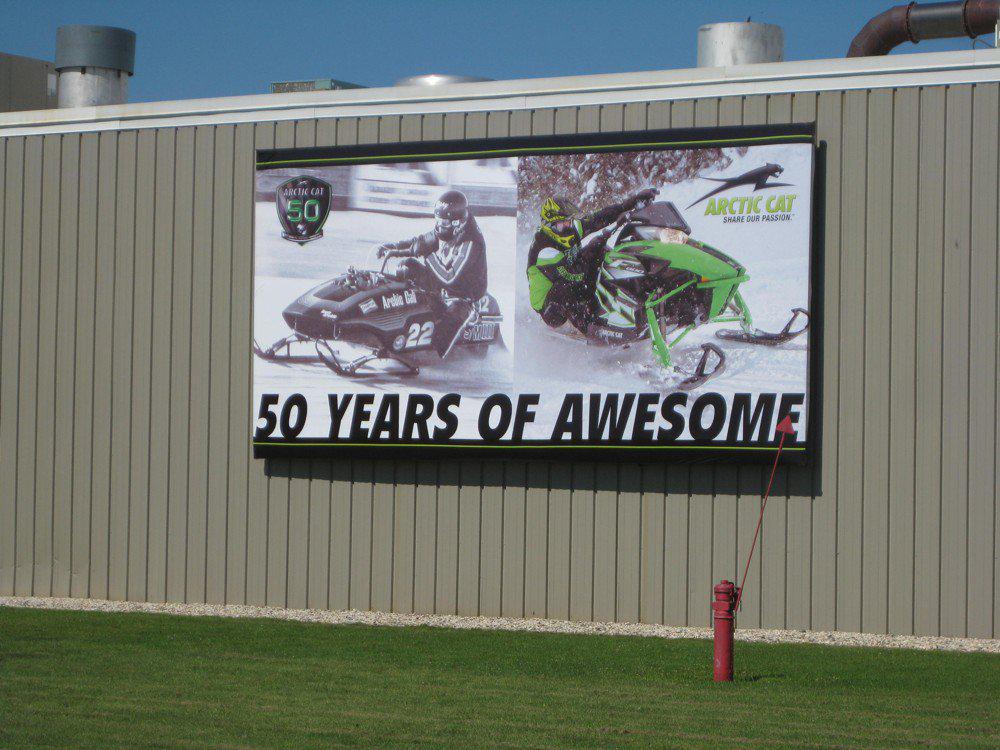 ARCTIC CAT
50
ARCTIC CAT
SHARE OUR PASSION.
22
ARCTIC CAT
50 YEARS OF AWESOME